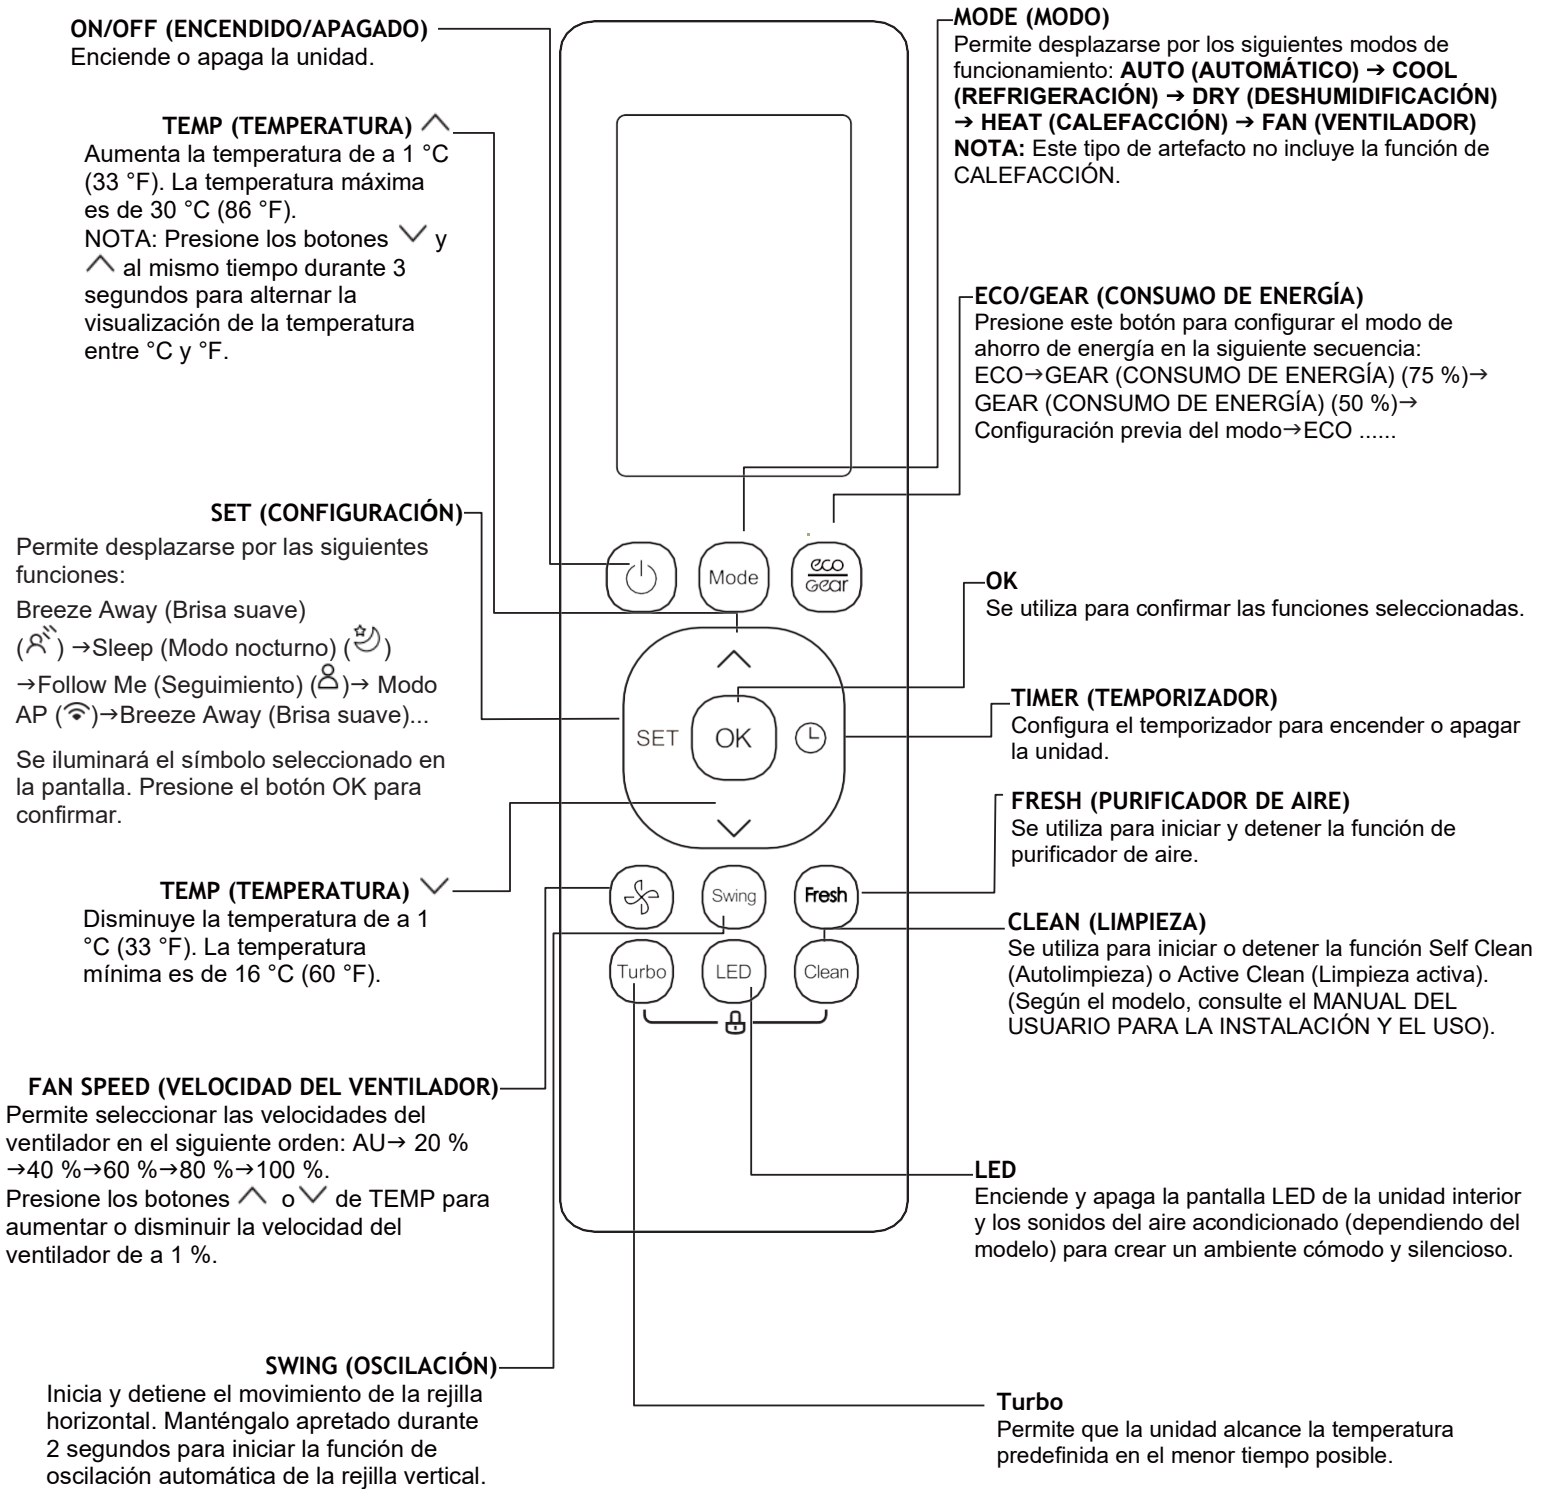 ON/OFF (ENCENDIDO/APAGADO)
Enciende o apaga la unidad.
TEMP (TEMPERATURA)
Aumenta la temperatura de a 1 °C
(33 °F). La temperatura máxima
es de 30 °C (86 °F).
NOTA: Presione los botones y
al mismo tiempo durante 3
segundos para alternar la
visualización de la temperatura
entre °C y °F.
SET (CONFIGURACIÓN)
Permite desplazarse por las siguientes
funciones:
Breeze Away (Brisa suave)
( ) →Sleep (Modo nocturno) ( )
→Follow Me (Seguimiento) ( )→ Modo
AP ( )→Breeze Away (Brisa suave)...
Se iluminará el símbolo seleccionado en
la pantalla. Presione el botón OK para
confirmar.
TEMP (TEMPERATURA)
Disminuye la temperatura de a 1
°C (33 °F). La temperatura
mínima es de 16 °C (60 °F).
FAN SPEED (VELOCIDAD DEL VENTILADOR)
Permite seleccionar las velocidades del
ventilador en el siguiente orden: AU→ 20 %
→40 %→60 %→80 %→100 %.
Presione los botones o de TEMP para
aumentar o disminuir la velocidad del
ventilador de a 1 %.
SWING (OSCILACIÓN)
Inicia y detiene el movimiento de la rejilla
horizontal. Manténgalo apretado durante
2 segundos para iniciar la función de
oscilación automática de la rejilla vertical.
Mode
eco
Gear
SET
OK
Swing
Fresh
Turbo
LED
Clean
MODE (MODO)
Permite desplazarse por los siguientes modos de
funcionamiento: AUTO (AUTOMÁTICO) → COOL
(REFRIGERACIÓN) → DRY (DESHUMIDIFICACIÓN)
→ HEAT (CALEFACCIÓN) → FAN (VENTILADOR)
NOTA: Este tipo de artefacto no incluye la función de
CALEFACCIÓN.
ECO/GEAR (CONSUMO DE ENERGÍA)
Presione este botón para configurar el modo de
ahorro de energía en la siguiente secuencia:
ECO→GEAR (CONSUMO DE ENERGÍA) (75 %)→
GEAR (CONSUMO DE ENERGÍA) (50 %)→
Configuración previa del modo→ECO ......
OK
Se utiliza para confirmar las funciones seleccionadas.
TIMER (TEMPORIZADOR)
Configura el temporizador para encender o apagar
la unidad.
FRESH (PURIFICADOR DE AIRE)
Se utiliza para iniciar y detener la función de
purificador de aire.
CLEAN (LIMPIEZA)
Se utiliza para iniciar o detener la función Self Clean
(Autolimpieza) o Active Clean (Limpieza activa).
(Según el modelo, consulte el MANUAL DEL
USUARIO PARA LA INSTALACIÓN Y EL USO).
LED
Enciende y apaga la pantalla LED de la unidad interior
y los sonidos del aire acondicionado (dependiendo del
modelo) para crear un ambiente cómodo y silencioso.
Turbo
Permite que la unidad alcance la temperatura
predefinida en el menor tiempo posible.